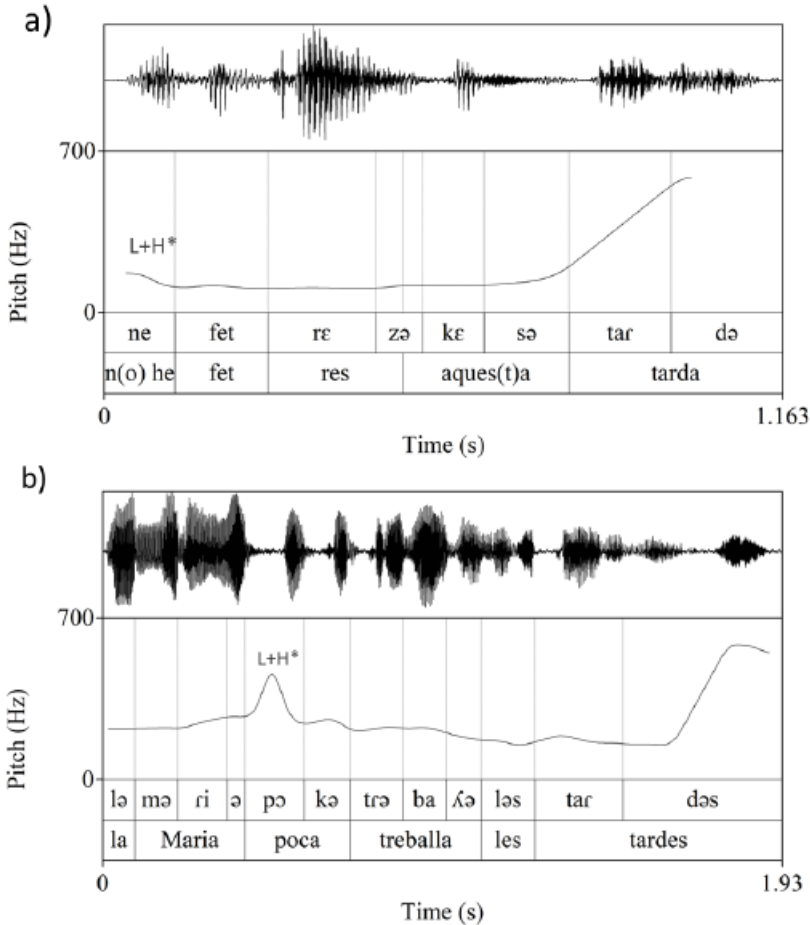 a)
700
Pitch (Hz)
L+H*
0
ne fet rɛ zə kɛ sə taɾ də
n(o) he fet res aques(t)a tarda
0 1.163
Time (s)
b)
700
Pitch (Hz)
L+H*
0
lə mə ɾi ə pɔ kə tɾə ba ʎə ləs taɾ dəs
la Maria poca treballa les tardes
0 1.93
Time (s)